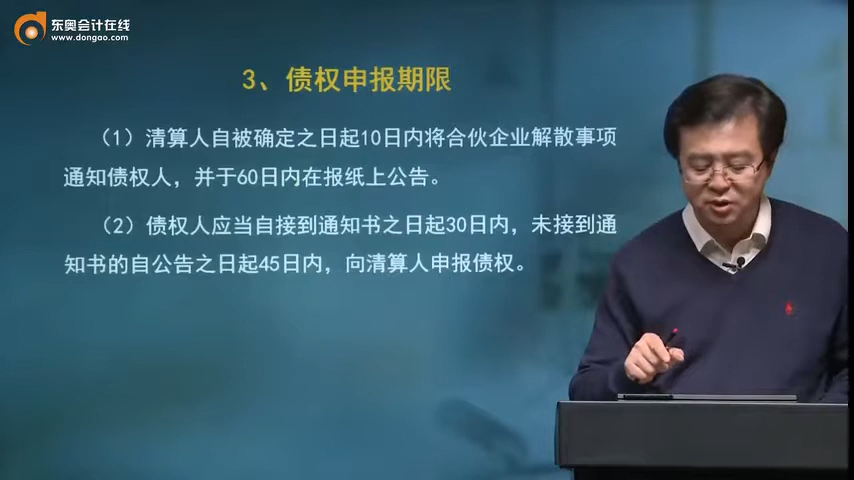 东奥会计在线
www.dongao.com
3、债权申报期限
（1）清算人自被确定之日起10日内将合伙企业解散事项
通知债权人，并于60日内在报纸上公告。
（2）债权人应当自接到通知书之日起30日内，未接到通
知书的自公告之日起45日内，向清算人申报债权。